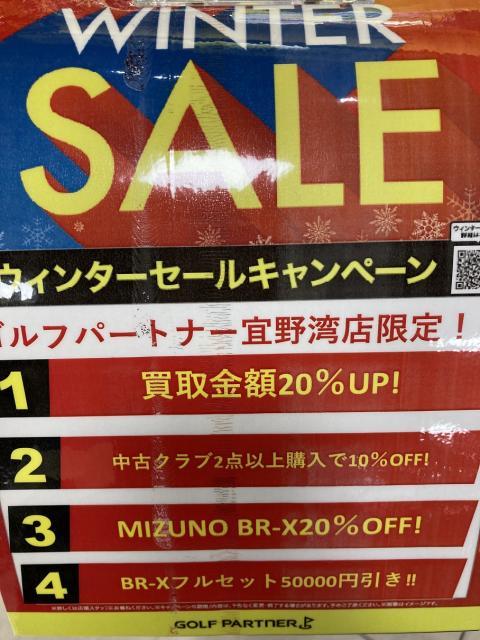 WINTER
SALE
ウィンターセールキャンペーン
ゴルフパートナー宜野湾店限定！
1
買取金額20%UP!
2
中古クラブ2点以上購入で10%OFF!
3
MIZUNO BR-X20%OFF!
4
BR-Xフルセット50000円引き!!
GOLF PARTNER